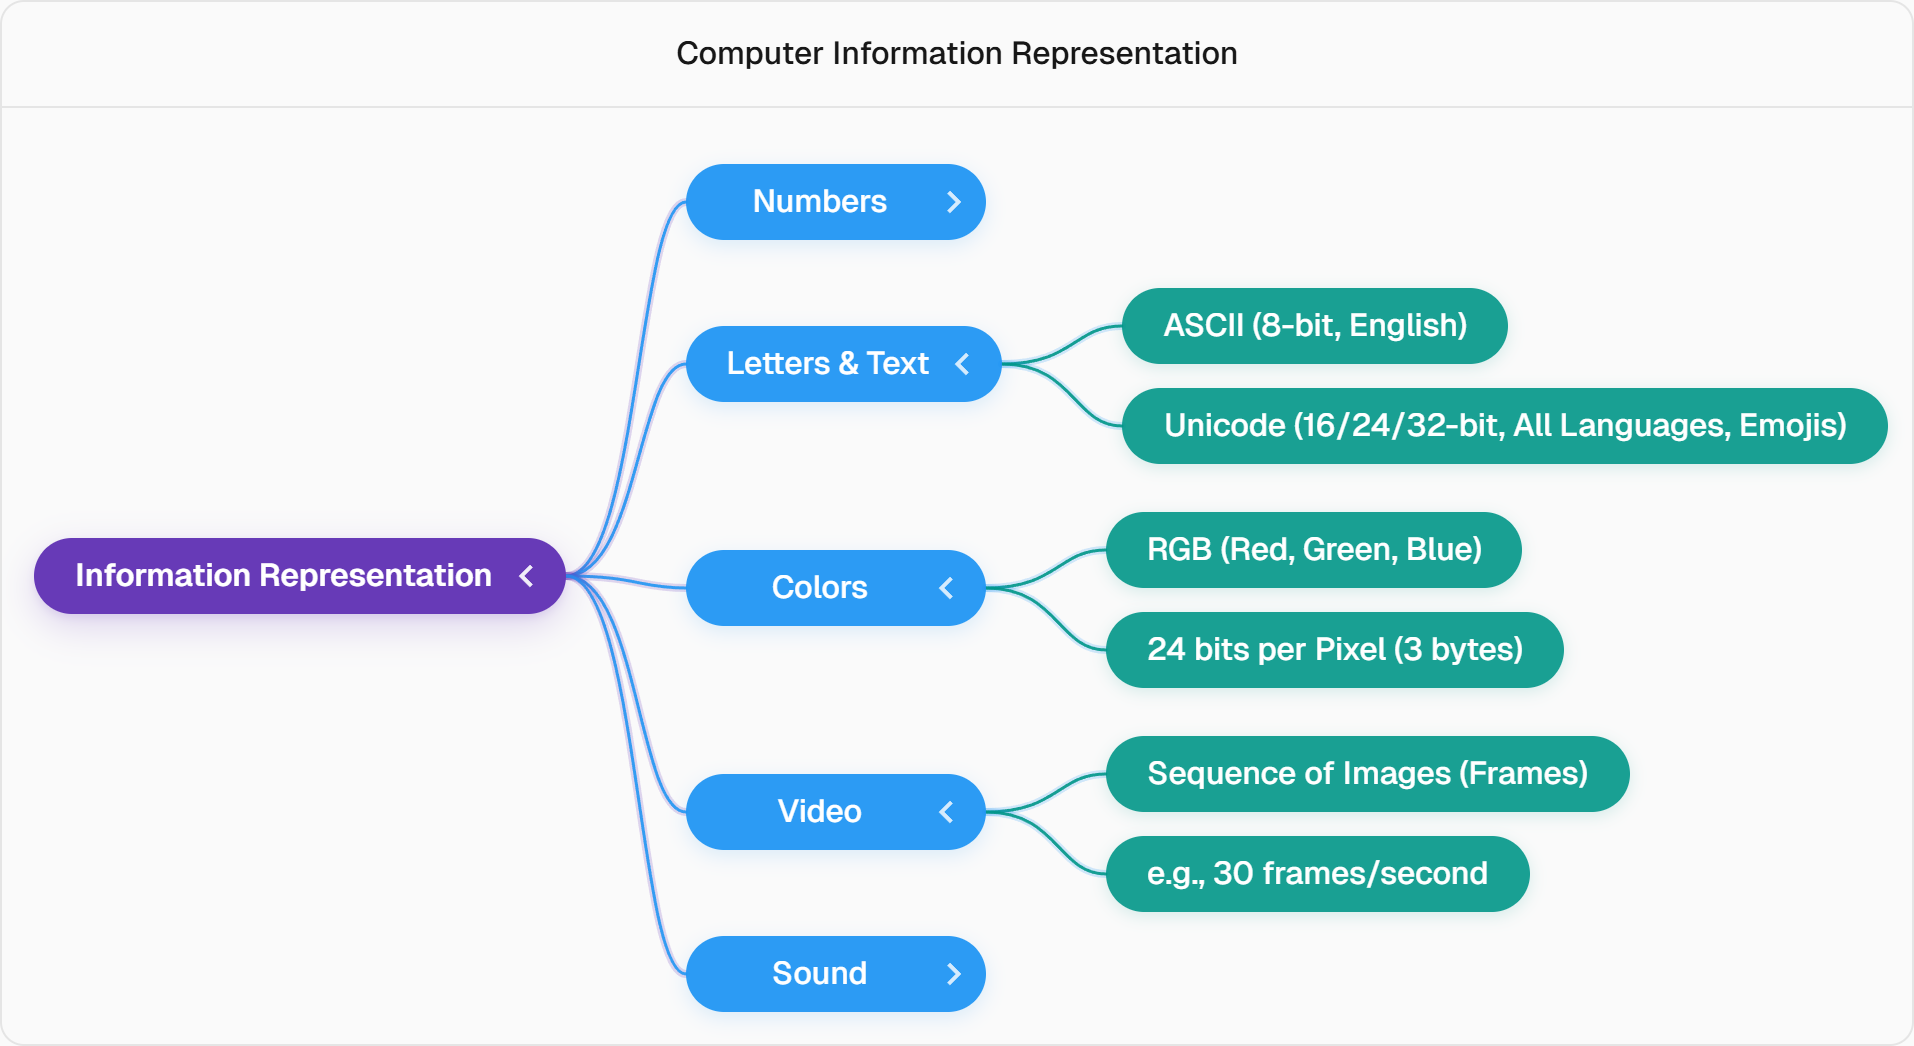 Computer Information Representation
Information Representation
Numbers
Letters & Text
ASCII (8-bit, English)
Unicode (16/24/32-bit, All Languages, Emojis)
Colors
RGB (Red, Green, Blue)
24 bits per Pixel (3 bytes)
Video
Sequence of Images (Frames)
e.g., 30 frames/second
Sound